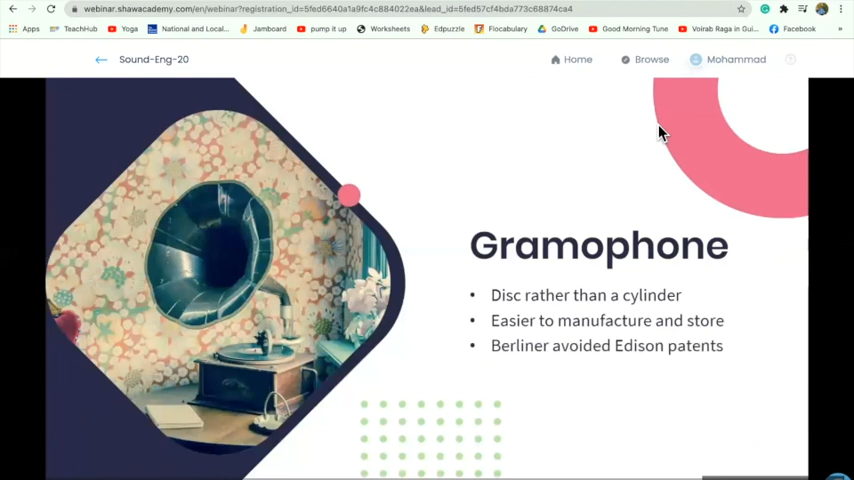 webinar.shawacademy.com/en/webinar?registration_id=5fed6640a1a9fc4c884022ea&lead_id=5fed57cf4bda773c68874ca4
Apps TeachHub Yoga National and Local... Jamboard pump it up Worksheets Edpuzzle Flocabulary GoDrive Good Morning Tune Voirab Raga in Gui... Facebook »
Sound-Eng-20 Home Browse Mohammad
Gramophone
• Disc rather than a cylinder
• Easier to manufacture and store
• Berliner avoided Edison patents